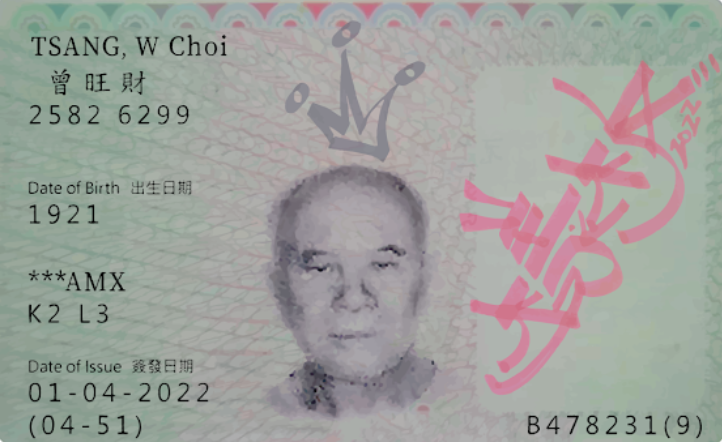 TSANG, W Choi
曾旺財
2582 6299
Date of Birth 出生日期
1921
***AMX
K2 L3
Date of Issue 簽發日期
01-04-2022
(04-51)
B478231(9)
2022